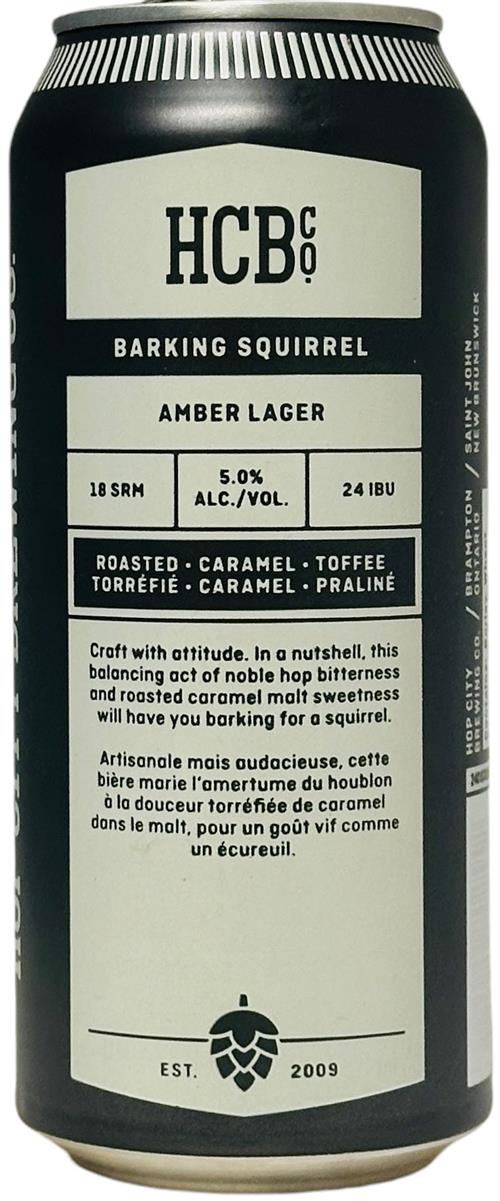 HCB CO.
BARKING SQUIRREL
AMBER LAGER
18 SRM
5.0%
ALC./VOL.
24 IBU
ROASTED • CARAMEL • TOFFEE
TORRÉFIÉ • CARAMEL • PRALINÉ
Craft with attitude. In a nutshell, this
balancing act of noble hop bitterness
and roasted caramel malt sweetness
will have you barking for a squirrel.
Artisanale mais audacieuse, cette
bière marie l'amertume du houblon
à la douceur torréfiée de caramel
dans le malt, pour un goût vif comme
un écureuil.
EST. 2009
HOP CITY / BRAMPTON / SAINT JOHN
BREWING CO. / ONTARIO / NEW BRUNSWICK